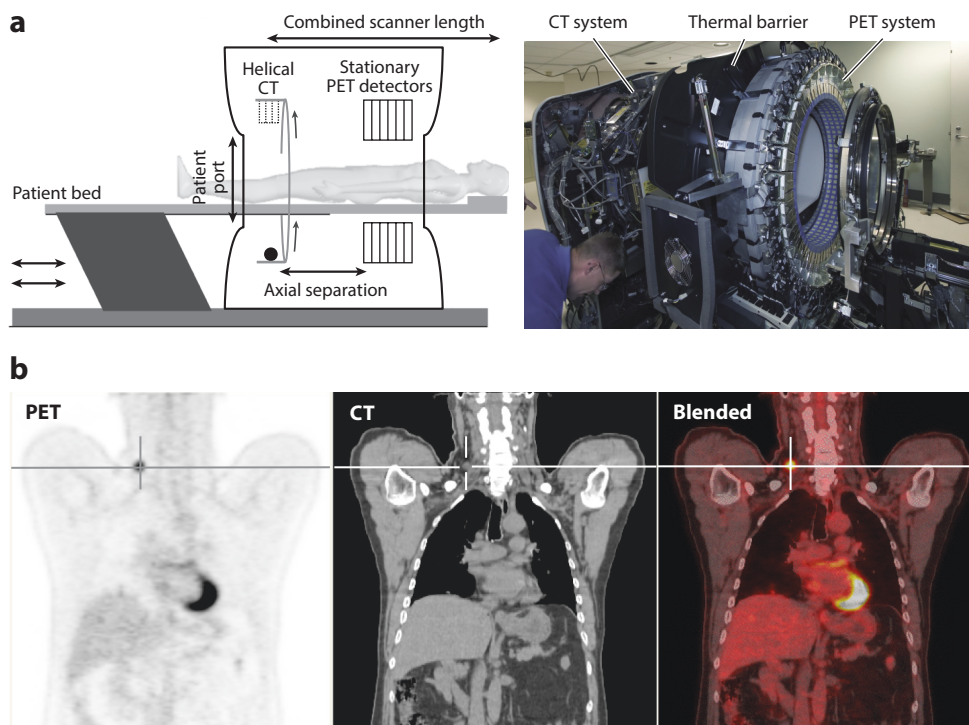 a
Combined scanner length
Helical
CT
Stationary
PET detectors
Patient
port
Patient bed
Axial separation
CT system
Thermal barrier
PET system
b
PET
CT
Blended